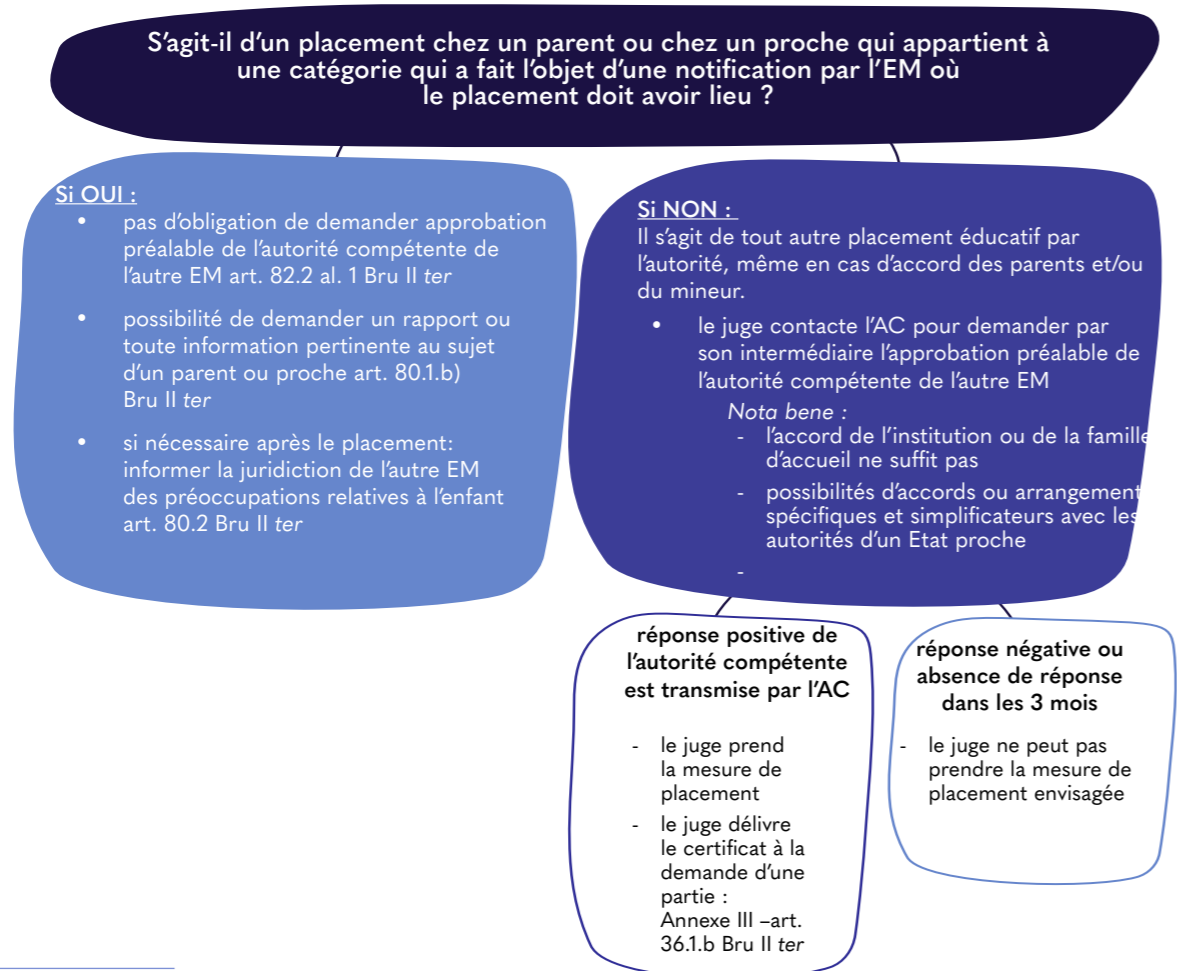 S'agit-il d'un placement chez un parent ou chez un proche qui appartient à
une catégorie qui a fait l'objet d'une notification par l'EM où
le placement doit avoir lieu ?
Si OUI :
• pas d'obligation de demander approbation
préalable de l'autorité compétente de
l'autre EM art. 82.2 al. 1 Bru II ter
• possibilité de demander un rapport ou
toute information pertinente au sujet
d'un parent ou proche art. 80.1.b)
Bru II ter
• si nécessaire après le placement:
informer la juridiction de l'autre EM
des préoccupations relatives à l'enfant
art. 80.2 Bru II ter
Si NON :
Il s'agit de tout autre placement éducatif par
l'autorité, même en cas d'accord des parents et/ou
du mineur.
• le juge contacte l'AC pour demander par
son intermédiaire l'approbation préalable de
l'autorité compétente de l'autre EM
Nota bene :
- l'accord de l'institution ou de la famille
d'accueil ne suffit pas
- possibilités d'accords ou arrangement
spécifiques et simplificateurs avec les
autorités d'un Etat proche
-
réponse positive de
l'autorité compétente
est transmise par l'AC
- le juge prend
la mesure de
placement
- le juge délivre
le certificat à la
demande d'une
partie :
Annexe III –art.
36.1.b Bru II ter
réponse négative ou
absence de réponse
dans les 3 mois
- le juge ne peut pas
prendre la mesure de
placement envisagée